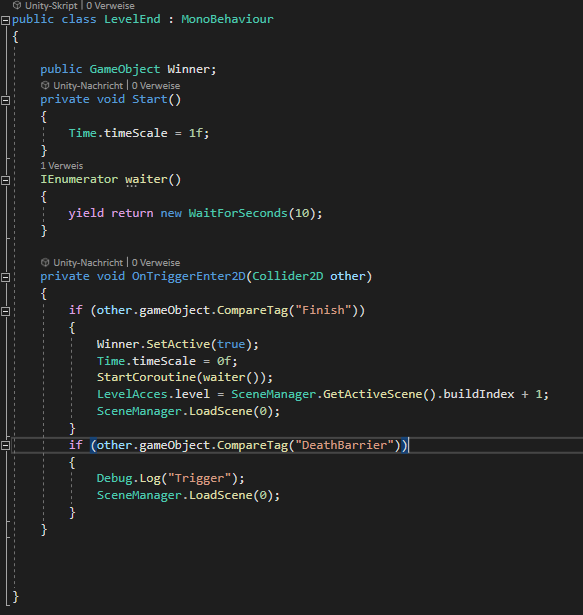 Unity-Skript | 0 Verweise
public class LevelEnd : MonoBehaviour
{
public GameObject Winner;
Unity-Nachricht | 0 Verweise
private void Start()
{
Time.timeScale = 1f;
}
1 Verweis
IEnumerator waiter()
{
yield return new WaitForSeconds(10);
}
Unity-Nachricht | 0 Verweise
private void OnTriggerEnter2D(Collider2D other)
{
if (other.gameObject.CompareTag("Finish"))
{
Winner.SetActive(true);
Time.timeScale = 0f;
StartCoroutine(waiter());
LevelAcces.level = SceneManager.GetActiveScene().buildIndex + 1;
SceneManager.LoadScene(0);
}
if (other.gameObject.CompareTag("DeathBarrier"))
{
Debug.Log("Trigger");
SceneManager.LoadScene(0);
}
}
}